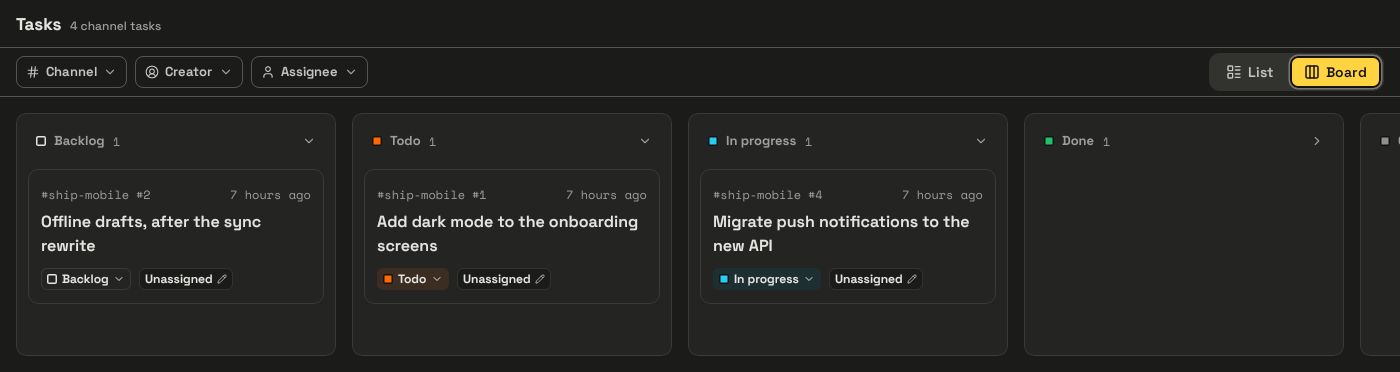 Tasks 4 channel tasks
Channel Creator Assignee List Board
Backlog 1
#ship-mobile #2 7 hours ago
Offline drafts, after the sync
rewrite
Backlog Unassigned
Todo 1
#ship-mobile #1 7 hours ago
Add dark mode to the onboarding
screens
Todo Unassigned
In progress 1
#ship-mobile #4 7 hours ago
Migrate push notifications to the
new API
In progress Unassigned
Done 1